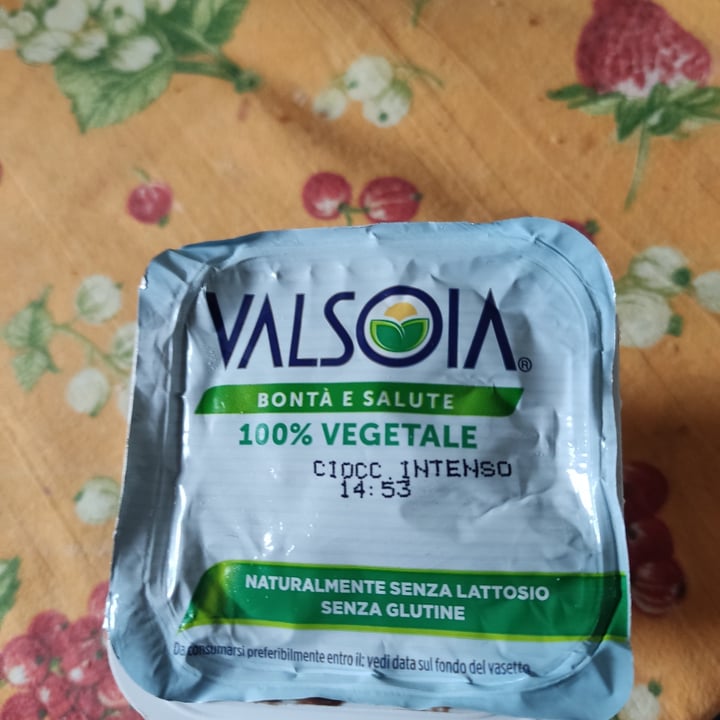 VALSOIA®
BONTÀ E SALUTE
100% VEGETALE
CIOCC.INTENSO
14:53
NATURALMENTE SENZA LATTOSIO
SENZA GLUTINE
Da consumarsi preferibilmente entro il: vedi data sul fondo del vasetto